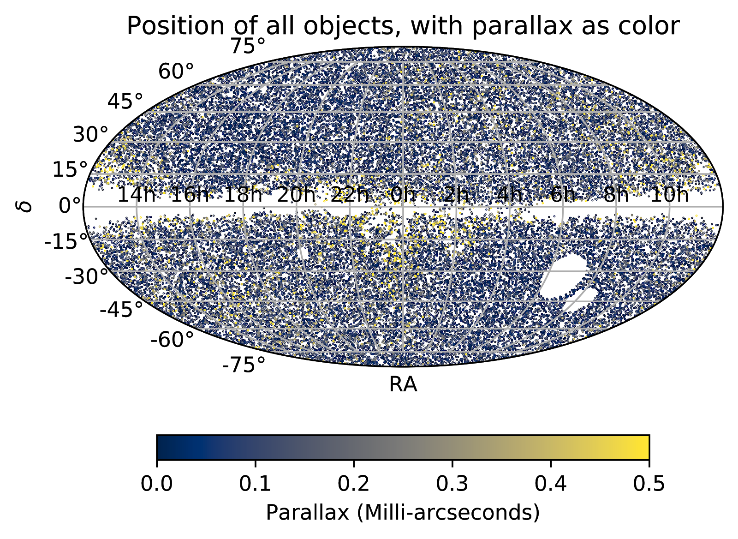 Position of all objects, with parallax as color
75°
60°
45°
30°
15°
14h 16h 18h 20h 22h 0h 2h 4h 6h 8h 10h
δ 0°
-15°
-30°
-45°
-60°
-75°
RA
0.0 0.1 0.2 0.3 0.4 0.5
Parallax (Milli-arcseconds)